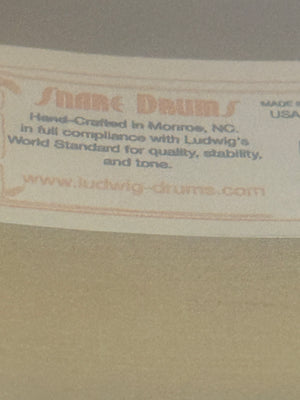 Snare Drums
MADE IN
USA
Hand-Crafted in Monroe, NC.
in full compliance with Ludwig's
World Standard for quality, stability,
and tone.
www.ludwig-drums.com